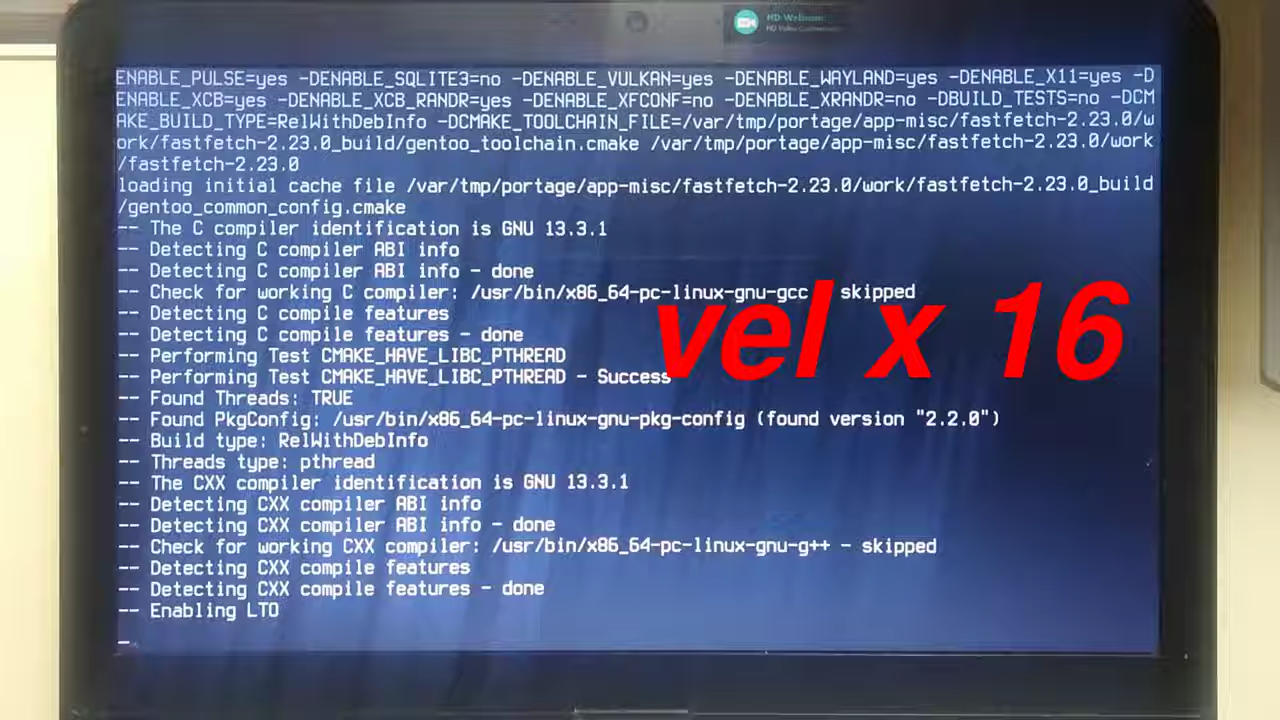 HD Webcam
ENABLE_PULSE=yes -DENABLE_SQLITE3=no -DENABLE_VULKAN=yes -DENABLE_WAYLAND=yes -DENABLE_X11=yes -D
ENABLE_XCB=yes -DENABLE_XCB_RANDR=yes -DENABLE_XFCONF=no -DENABLE_XRANDR=no -DBUILD_TESTS=no -DCM
AKE_BUILD_TYPE=RelWithDebInfo -DCMAKE_TOOLCHAIN_FILE=/var/tmp/portage/app-misc/fastfetch-2.23.0/w
ork/fastfetch-2.23.0_build/gentoo_toolchain.cmake /var/tmp/portage/app-misc/fastfetch-2.23.0/work
/fastfetch-2.23.0
loading initial cache file /var/tmp/portage/app-misc/fastfetch-2.23.0/work/fastfetch-2.23.0_build
/gentoo_common_config.cmake
-- The C compiler identification is GNU 13.3.1
-- Detecting C compiler ABI info
-- Detecting C compiler ABI info - done
-- Check for working C compiler: /usr/bin/x86_64-pc-linux-gnu-gcc - skipped
-- Detecting C compile features
-- Detecting C compile features - done
vel x 16
-- Performing Test CMAKE_HAVE_LIBC_PTHREAD
-- Performing Test CMAKE_HAVE_LIBC_PTHREAD - Success
-- Found Threads: TRUE
-- Found PkgConfig: /usr/bin/x86_64-pc-linux-gnu-pkg-config (found version "2.2.0")
-- Build type: RelWithDebInfo
-- Threads type: pthread
-- The CXX compiler identification is GNU 13.3.1
-- Detecting CXX compiler ABI info
-- Detecting CXX compiler ABI info - done
-- Check for working CXX compiler: /usr/bin/x86_64-pc-linux-gnu-g++ - skipped
-- Detecting CXX compile features
-- Detecting CXX compile features - done
-- Enabling LTO